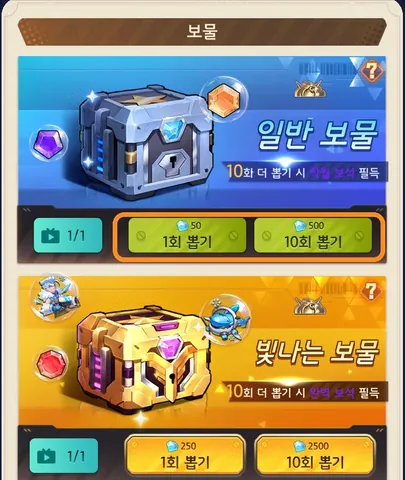 보물
?
일반 보물
10회 더 뽑기 시 필득
1/1
50
1회 뽑기
500
10회 뽑기
?
빛나는 보물
10회 더 뽑기 시 완벽 보석 필득
1/1
250
1회 뽑기
2500
10회 뽑기